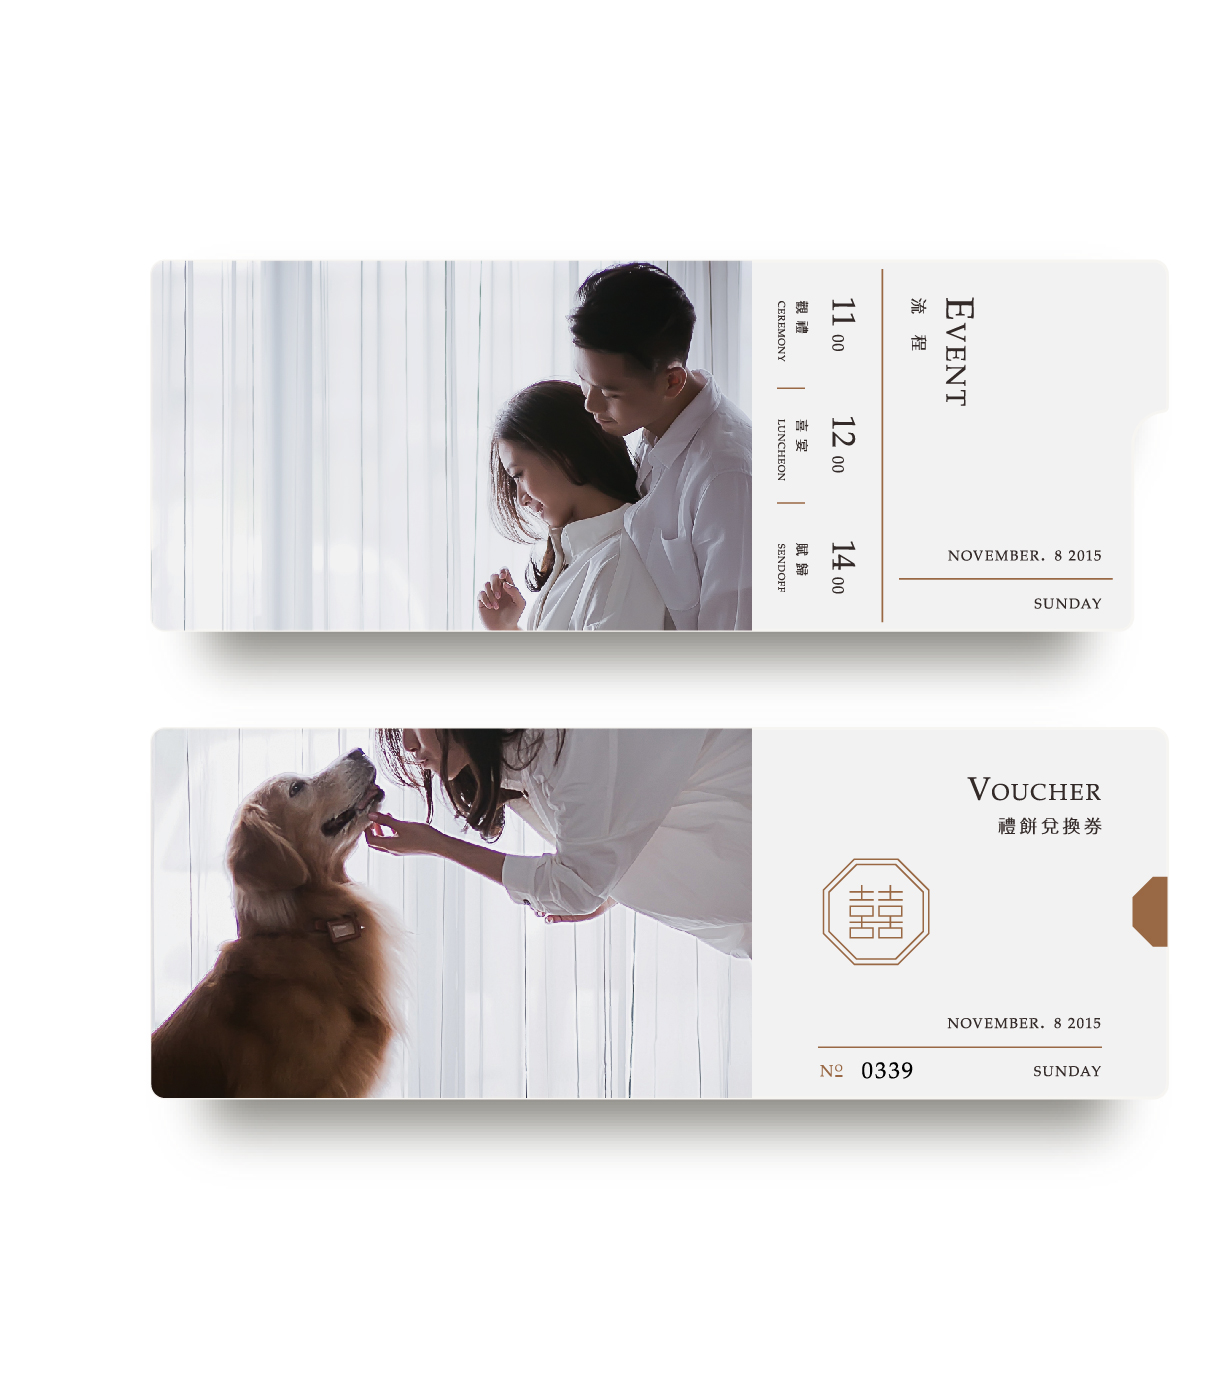 EVENT
流程
11 00
觀禮
CEREMONY
12 00
喜宴
LUNCHEON
14 00
賦歸
SENDOFF
NOVEMBER. 8 2015
SUNDAY
VOUCHER
禮餅兌換券
囍
NOVEMBER. 8 2015
Nº 0339
SUNDAY